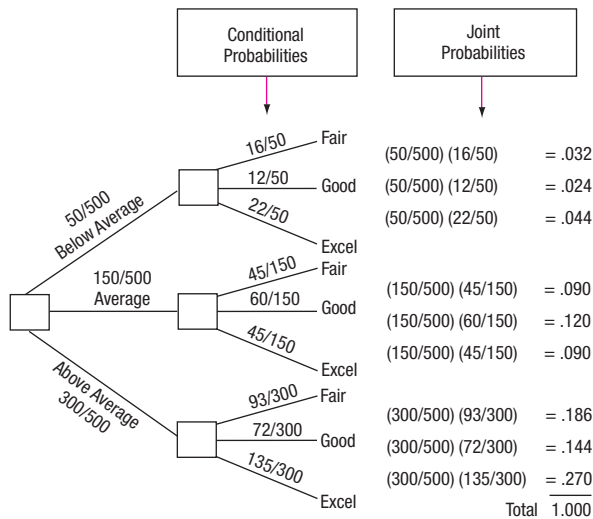 Conditional
Probabilities
Joint
Probabilities
16/50
Fair
(50/500) (16/50) = .032
12/50
Good
(50/500) (12/50) = .024
22/50
Excel
(50/500) (22/50) = .044
50/500
Below Average
45/150
Fair
(150/500) (45/150) = .090
150/500
Average
60/150
Good
(150/500) (60/150) = .120
45/150
Excel
(150/500) (45/150) = .090
Above Average
300/500
93/300
Fair
(300/500) (93/300) = .186
72/300
Good
(300/500) (72/300) = .144
135/300
Excel
(300/500) (135/300) = .270
Total 1.000